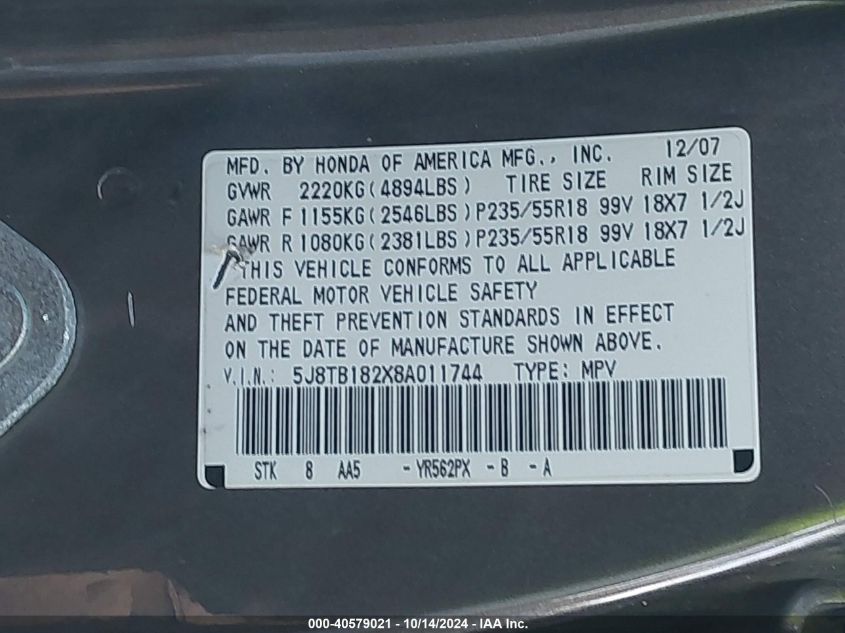 MFD. BY HONDA OF AMERICA MFG., INC. 12/07
GVWR 2220KG(4894LBS) TIRE SIZE RIM SIZE
GAWR F 1155KG(2546LBS) P235/55R18 99V 18X7 1/2J
GAWR R 1080KG(2381LBS) P235/55R18 99V 18X7 1/2J
THIS VEHICLE CONFORMS TO ALL APPLICABLE
FEDERAL MOTOR VEHICLE SAFETY
AND THEFT PREVENTION STANDARDS IN EFFECT
ON THE DATE OF MANUFACTURE SHOWN ABOVE.
V.I.N.: 5J8TB182X8A011744 TYPE: MPV
STK 8 AA5 -YR562PX -B -A
000-40579021 - 10/14/2024 - IAA Inc.